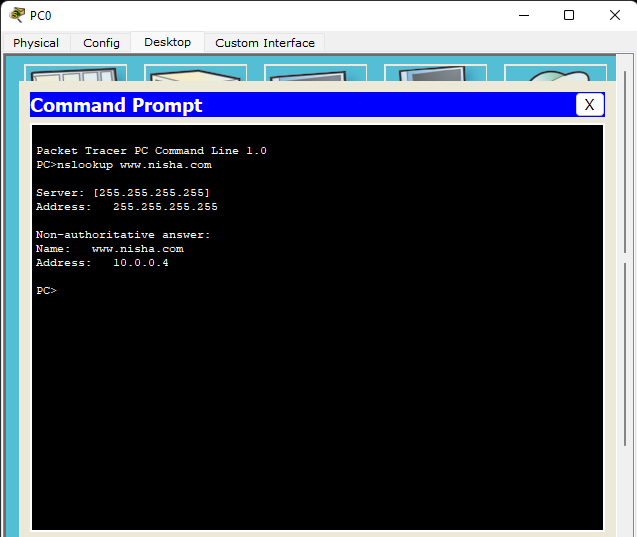 PC0
Physical Config Desktop Custom Interface
Command Prompt X
Packet Tracer PC Command Line 1.0
PC>nslookup www.nisha.com
Server: [255.255.255.255]
Address:   255.255.255.255
Non-authoritative answer:
Name:   www.nisha.com
Address:   10.0.0.4
PC>